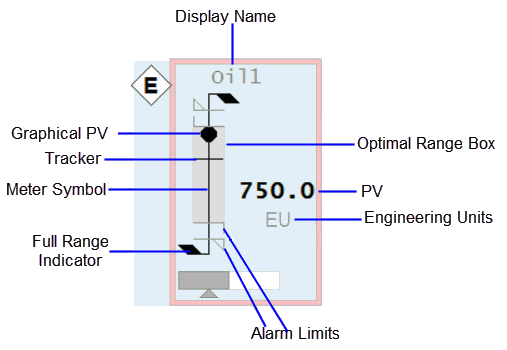 Display Name
Oil1
E
Graphical PV
Optimal Range Box
Tracker
Meter Symbol
750.0
PV
EU
Engineering Units
Full Range
Indicator
Alarm Limits